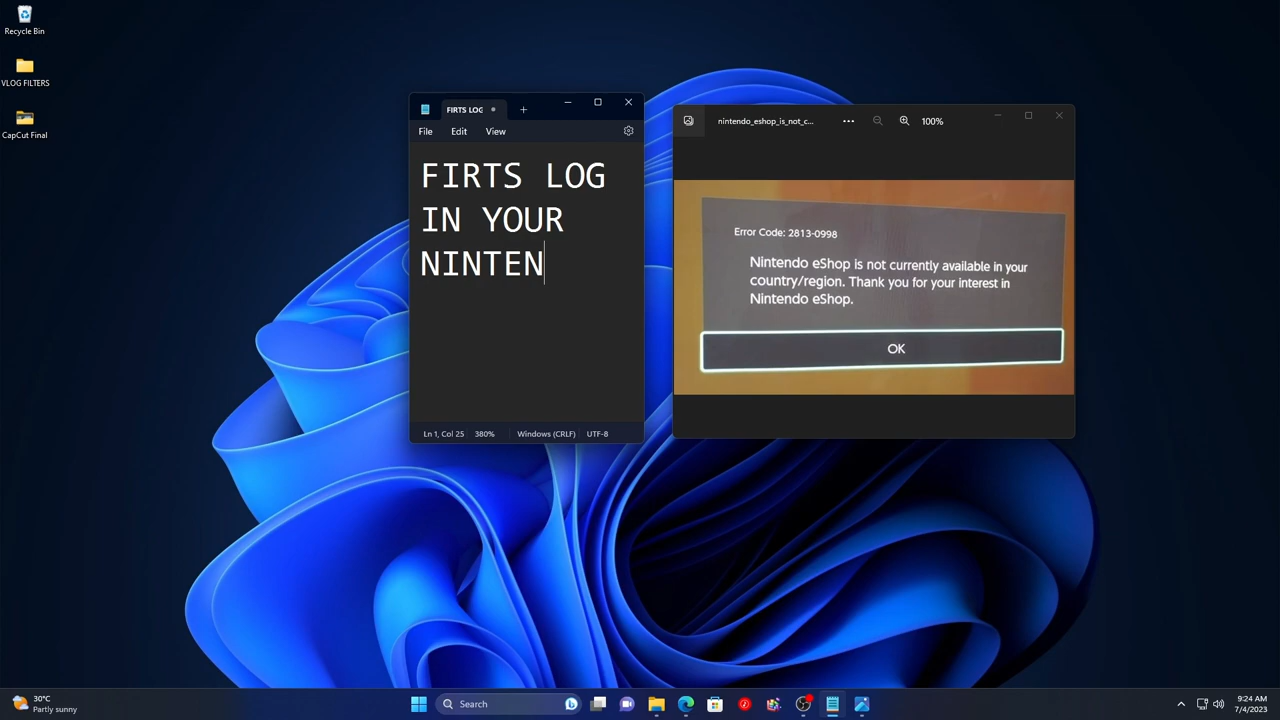 Recycle Bin
VLOG FILTERS
CapCut Final
FIRTS LOG
File Edit View
FIRTS LOG
IN YOUR
NINTEN
Ln 1, Col 25 380% Windows (CRLF) UTF-8
nintendo_eshop_is_not_c... 100%
Error Code: 2813-0998
Nintendo eShop is not currently available in your
country/region. Thank you for your interest in
Nintendo eShop.
OK
30°C
Partly sunny
Search
9:24 AM
7/4/2023